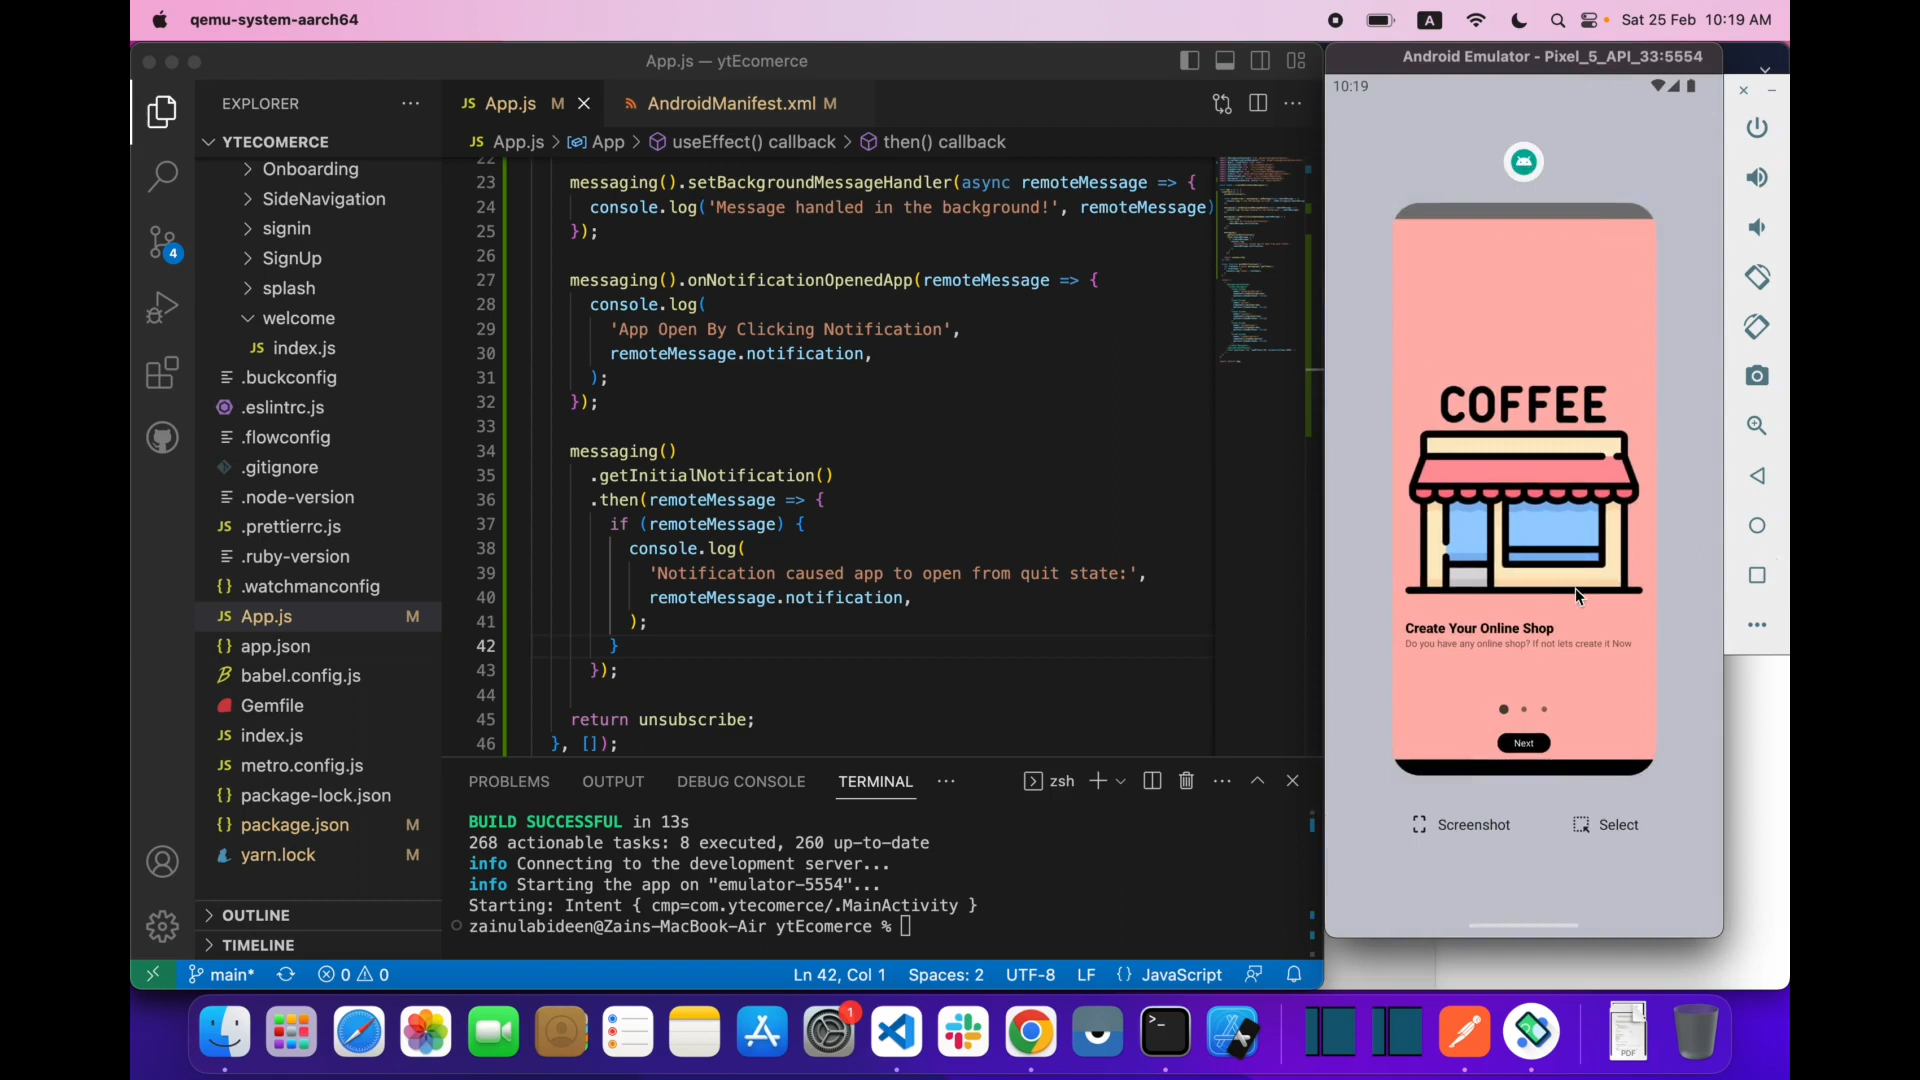 qemu-system-aarch64
A
Sat 25 Feb 10:19 AM
App.js — ytEcomerce
EXPLORER
YTECOMERCE
Onboarding
SideNavigation
signin
SignUp
splash
welcome
JS index.js
.buckconfig
.eslintrc.js
.flowconfig
.gitignore
.node-version
JS .prettierrc.js
.ruby-version
{} .watchmanconfig
JS App.js M
{} app.json
babel.config.js
Gemfile
JS index.js
JS metro.config.js
{} package-lock.json
{} package.json M
yarn.lock M
OUTLINE
TIMELINE
4
JS App.js M
AndroidManifest.xml M
JS App.js > App > useEffect() callback > then() callback
22
23 messaging().setBackgroundMessageHandler(async remoteMessage => {
24 console.log('Message handled in the background!', remoteMessage)
25 });
26
27 messaging().onNotificationOpenedApp(remoteMessage => {
28 console.log(
29 'App Open By Clicking Notification',
30 remoteMessage.notification,
31 );
32 });
33
34 messaging()
35 .getInitialNotification()
36 .then(remoteMessage => {
37 if (remoteMessage) {
38 console.log(
39 'Notification caused app to open from quit state:',
40 remoteMessage.notification,
41 );
42 }
43 });
44
45 return unsubscribe;
46 }, []);
PROBLEMS OUTPUT DEBUG CONSOLE TERMINAL
zsh
BUILD SUCCESSFUL in 13s
268 actionable tasks: 8 executed, 260 up-to-date
info Connecting to the development server...
info Starting the app on "emulator-5554"...
Starting: Intent { cmp=com.ytecomerce/.MainActivity }
zainulabideen@Zains-MacBook-Air ytEcomerce %
main* 0 0
Ln 42, Col 1 Spaces: 2 UTF-8 LF {} JavaScript
Android Emulator - Pixel_5_API_33:5554
10:19
COFFEE
Create Your Online Shop
Do you have any online shop? If not lets create it Now
Next
Screenshot
Select
1
PDF